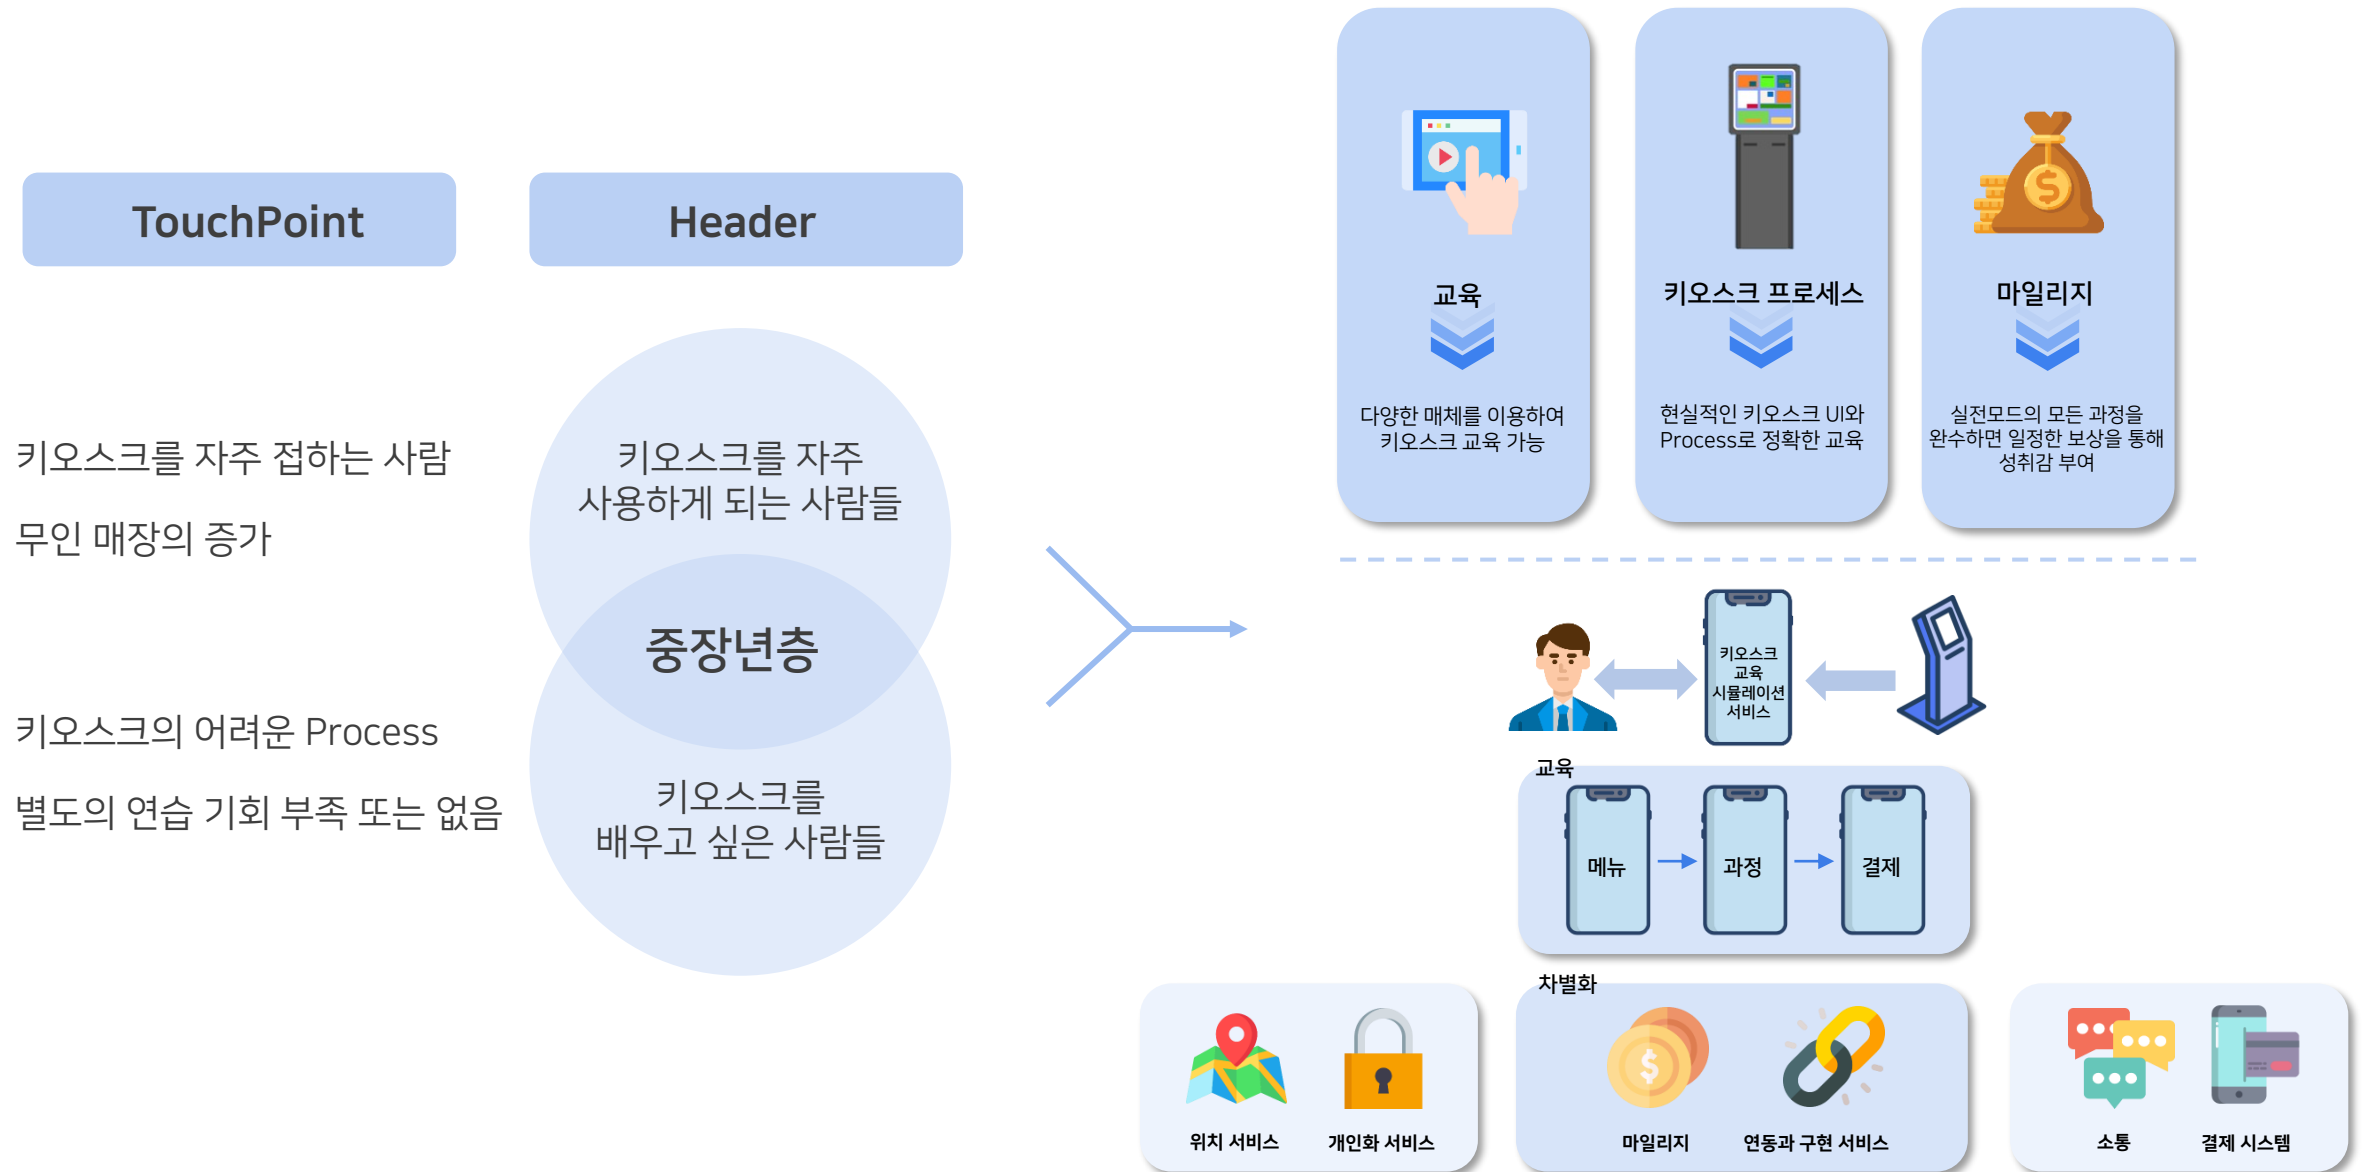 TouchPoint
Header
키오스크를 자주 접하는 사람
무인 매장의 증가
키오스크의 어려운 Process
별도의 연습 기회 부족 또는 없음
키오스크를 자주
사용하게 되는 사람들
중장년층
키오스크를
배우고 싶은 사람들
교육
다양한 매체를 이용하여
키오스크 교육 가능
키오스크 프로세스
현실적인 키오스크 UI와
Process로 정확한 교육
마일리지
실전모드의 모든 과정을
완수하면 일정한 보상을 통해
성취감 부여
키오스크
교육
시뮬레이션
서비스
교육
메뉴
과정
결제
차별화
위치 서비스
개인화 서비스
마일리지
연동과 구현 서비스
소통
결제 시스템